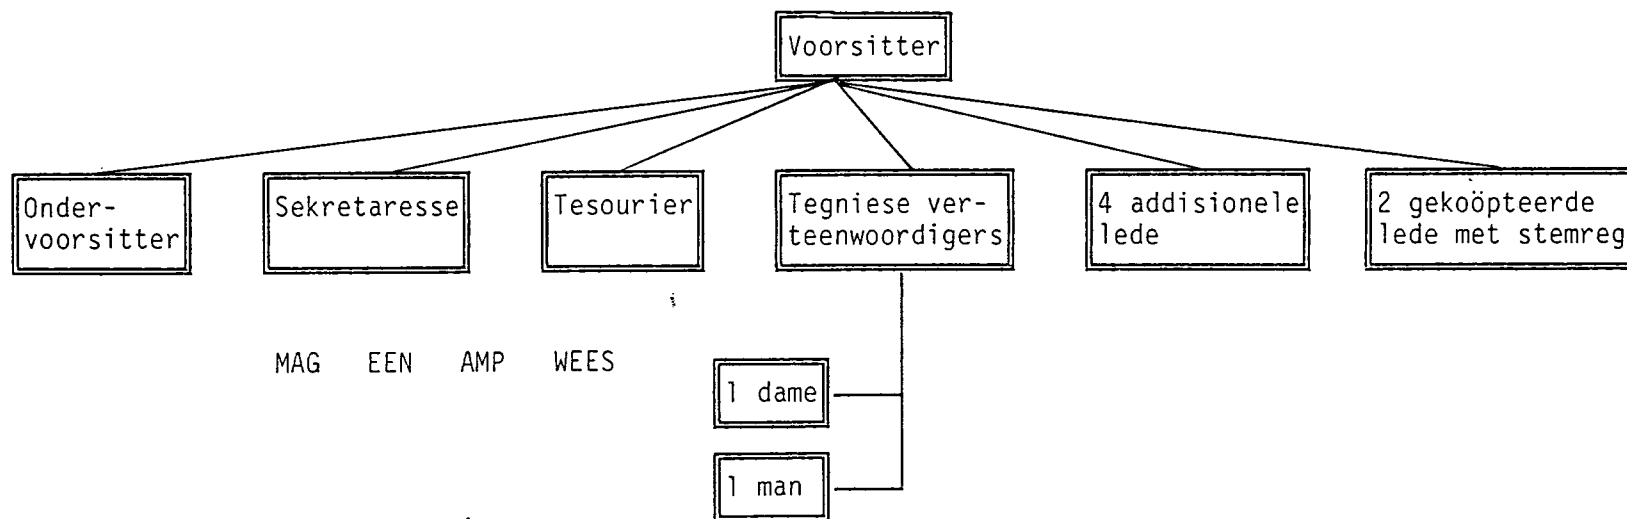 Voorsitter
Onder-
voorsitter
Sekretaresse
Tesourier
Tegniese ver-
teenwoordigers
4 addisionele
lede
2 gekoöpteerde
lede met stemreg
MAG EEN AMP WEES
1 dame
1 man